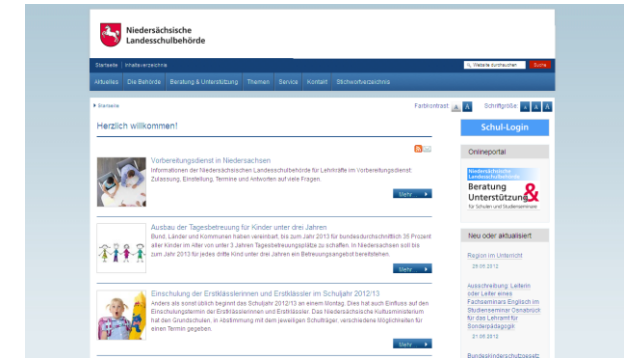 Niedersächsische
Landesschulbehörde
Startseite Inhaltsverzeichnis
Website durchsuchen Suche
Aktuelles Die Behörde Beratung & Unterstützung Themen Service Kontakt Stichwortverzeichnis
Startseite
Farbkontrast: A A Schriftgröße: A A A
Herzlich willkommen!
Schul-Login
Vorbereitungsdienst in Niedersachsen
Informationen der Niedersächsischen Landesschulbehörde für Lehrkräfte im Vorbereitungsdienst:
Zulassung, Einstellung, Termine und Antworten auf viele Fragen.
Mehr
Ausbau der Tagesbetreuung für Kinder unter drei Jahren
Bund, Länder und Kommunen haben vereinbart, bis zum Jahr 2013 für bundesdurchschnittlich 35 Prozent
aller Kinder im Alter von unter 3 Jahren Tagesbetreuungsplätze zu schaffen. In Niedersachsen soll bis
zum Jahr 2013 für jedes dritte Kind unter drei Jahren ein Betreuungsangebot bereitstehen.
Mehr
Einschulung der Erstklässlerinnen und Erstklässler im Schuljahr 2012/13
Anders als sonst üblich beginnt das Schuljahr 2012/13 an einem Montag. Dies hat auch Einfluss auf den
Einschulungstermin der Erstklässlerinnen und Erstklässler. Das Niedersächsische Kultusministerium
hat den Grundschulen, in Abstimmung mit dem jeweiligen Schulträger, verschiedene Möglichkeiten für
einen Termin gegeben.
Mehr
Onlineportal
Niedersächsische
Landesschulbehörde
Beratung &
Unterstützung
für Schulen und Studienseminare
Neu oder aktualisiert
Region im Unterricht
Ausschreibung: Leiterin
oder Leiter eines
Fachseminars Englisch im
Studienseminar Osnabrück
für das Lehramt für
Sonderpädagogik
21.05.2012
Bundeskinderschutzgesetz